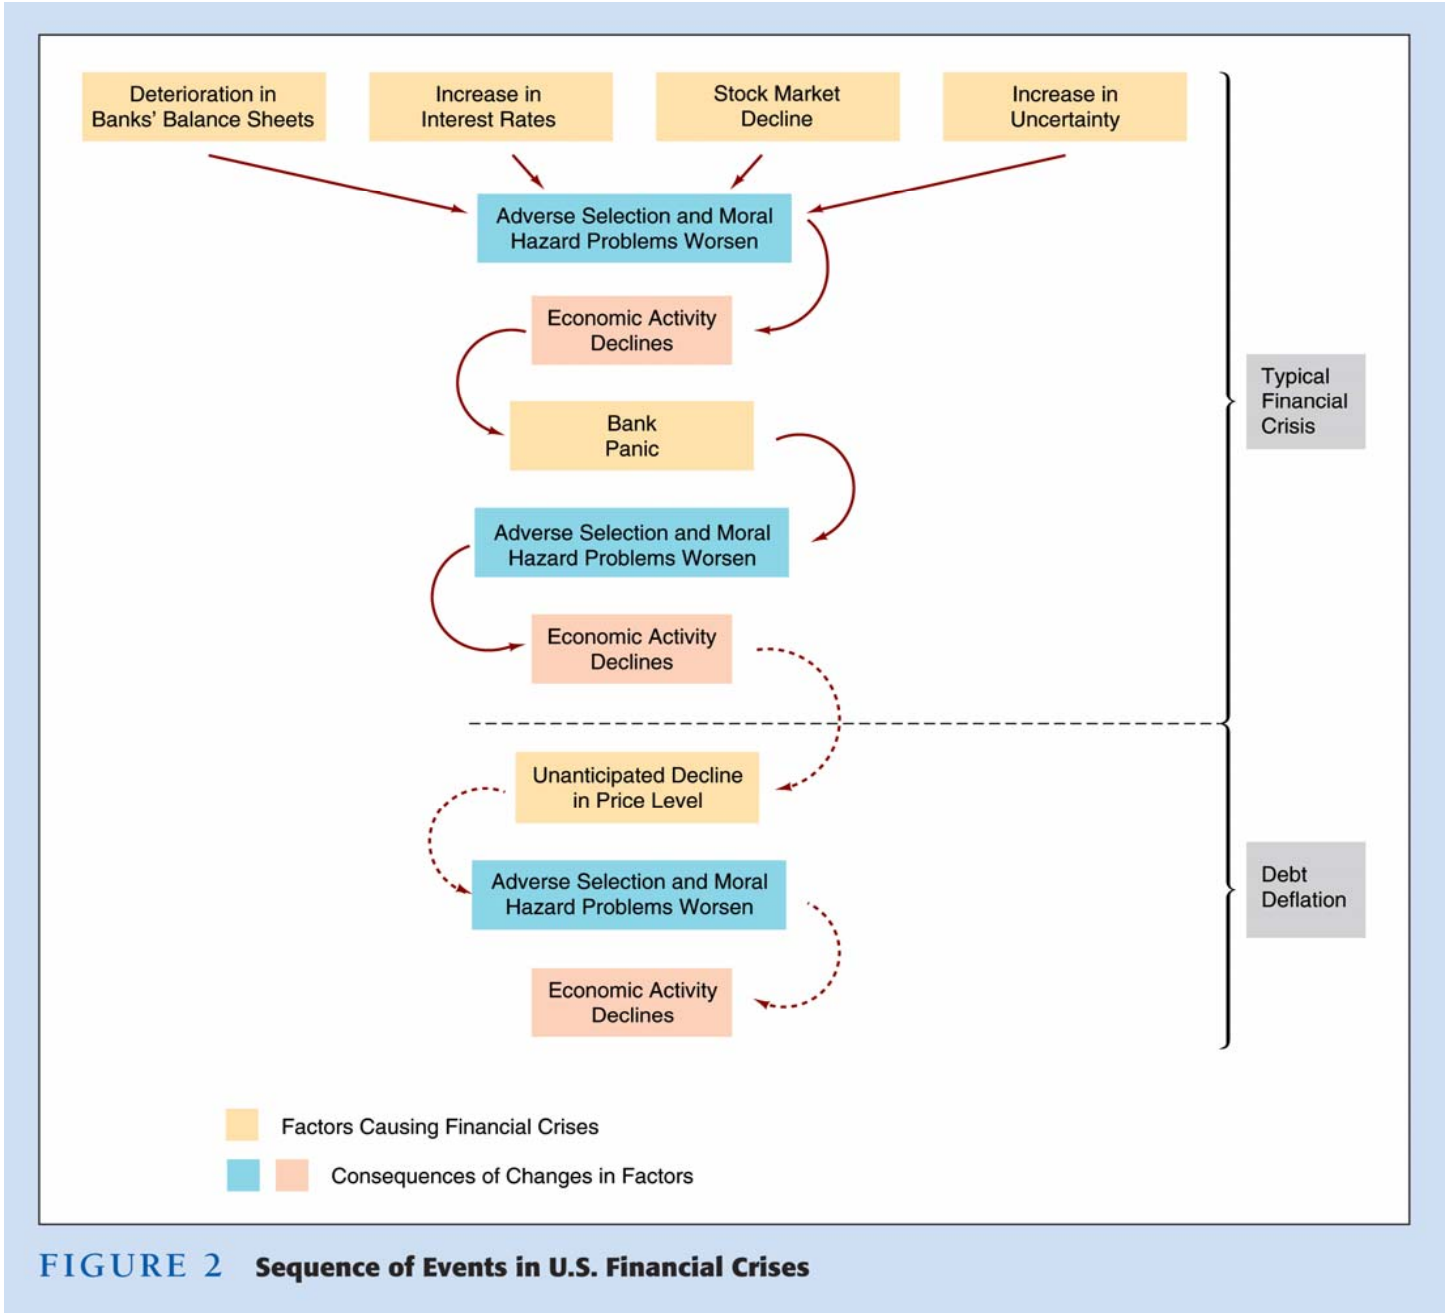 Deterioration in
Banks' Balance Sheets
Increase in
Interest Rates
Stock Market
Decline
Increase in
Uncertainty
Adverse Selection and Moral
Hazard Problems Worsen
Economic Activity
Declines
Typical
Financial
Crisis
Bank
Panic
Adverse Selection and Moral
Hazard Problems Worsen
Economic Activity
Declines
Unanticipated Decline
in Price Level
Debt
Deflation
Adverse Selection and Moral
Hazard Problems Worsen
Economic Activity
Declines
Factors Causing Financial Crises
Consequences of Changes in Factors
FIGURE 2 Sequence of Events in U.S. Financial Crises